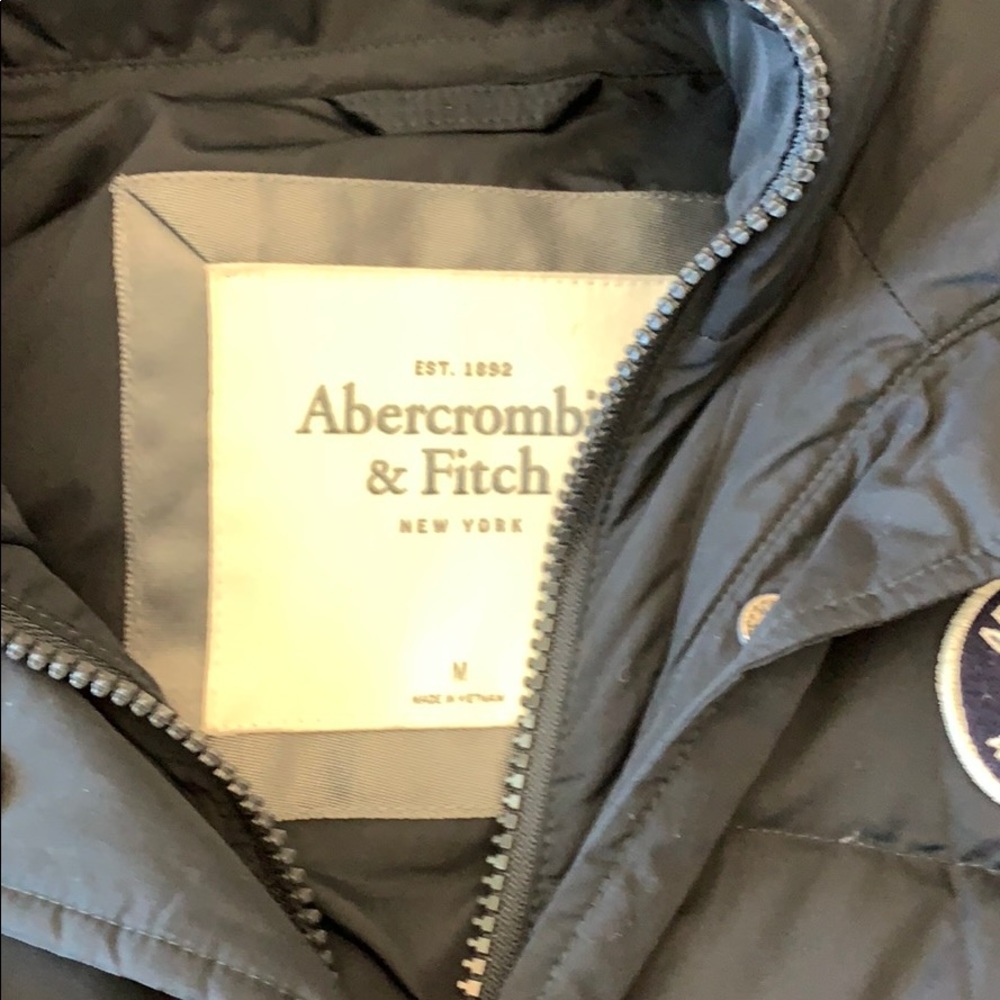 EST. 1892
Abercrombi
& Fitch
NEW YORK
M
MADE IN VIETNAM